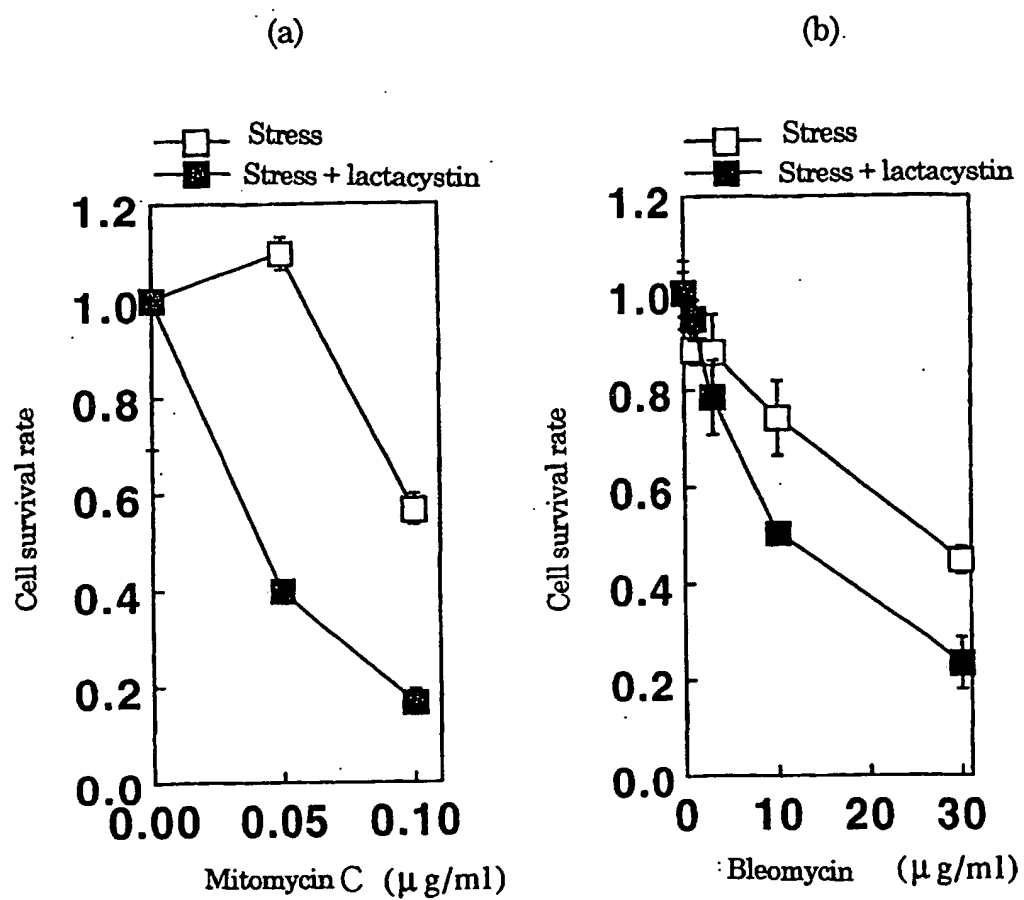 (a)
Stress
Stress + lactacystin
1.2
1.0
0.8
0.6
0.4
0.2
0.0
0.00 0.05 0.10
Cell survival rate
Mitomycin C (μ g/ml)
(b)
Stress
Stress + lactacystin
1.2
1.0
0.8
0.6
0.4
0.2
0.0
0 10 20 30
Cell survival rate
Bleomycin (μ g/ml)